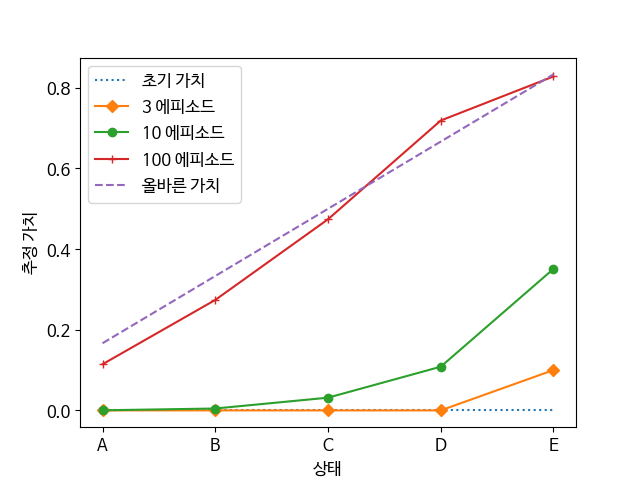 초기 가치
3 에피소드
10 에피소드
100 에피소드
올바른 가치
추정 가치
0.8
0.6
0.4
0.2
0.0
A B C D E
상태